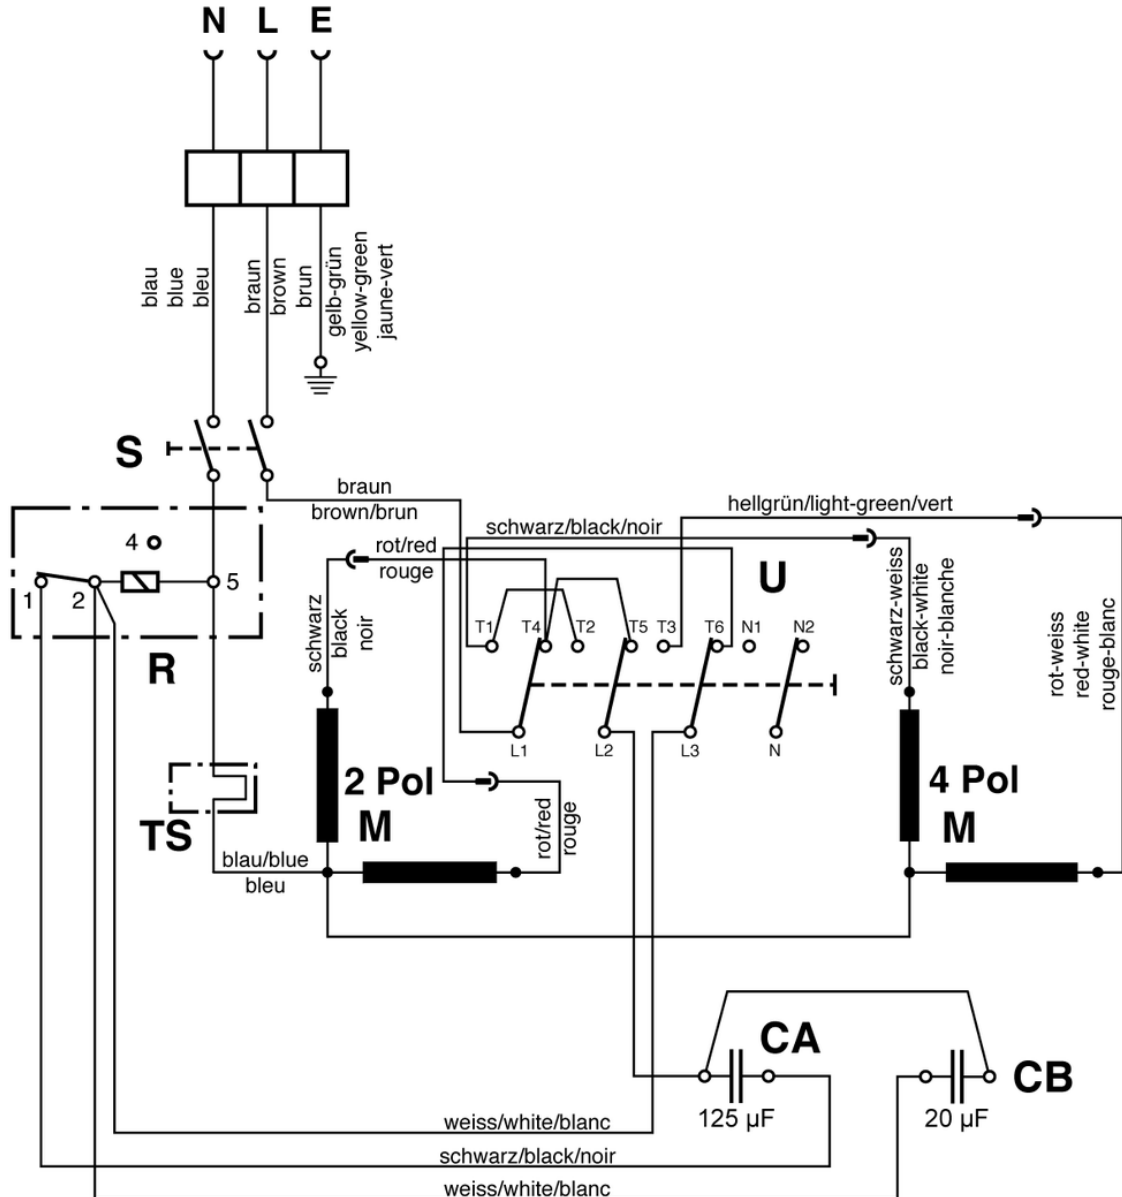 N L E
blau
blue
bleu
braun
brown
brun
gelb-grün
yellow-green
jaune-vert
S
braun
brown/brun
hellgrün/light-green/vert
schwarz/black/noir
rot/red
rouge
4
1
2
5
R
schwarz
black
noir
U
T1 T4 T2 T5 T3 T6 N1 N2
L1 L2 L3 N
schwarz-weiss
black-white
noir-blanche
rot-weiss
red-white
rouge-blanc
TS
2 Pol
M
rot/red
rouge
4 Pol
M
blau/blue
bleu
CA
125 µF
CB
20 µF
weiss/white/blanc
schwarz/black/noir
weiss/white/blanc